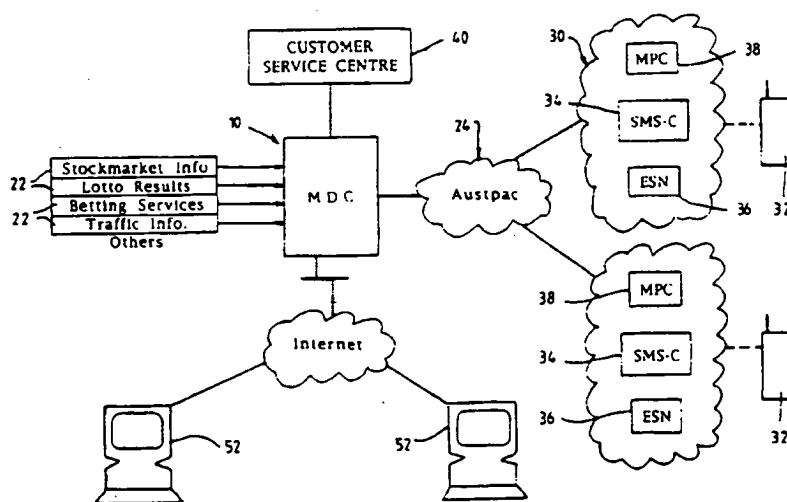 CUSTOMER
SERVICE CENTRE
40
30
MPC
38
34
SMS-C
10
24
22
Stockmarket Info
Lotto Results
22
Betting Services
Traffic Info.
Others
MDC
Austpac
ESN
36
32
38
MPC
34
SMS-C
36
ESN
32
Internet
52
52